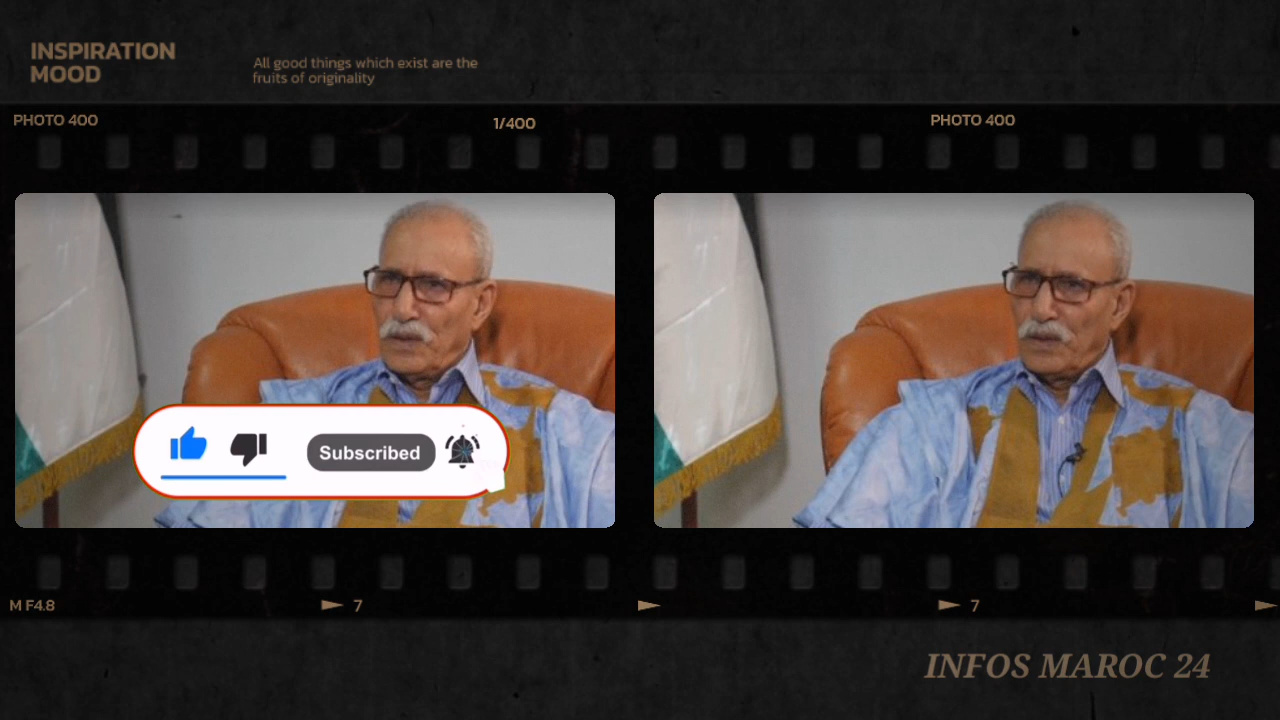 INSPIRATION
MOOD
All good things which exist are the
fruits of originality
PHOTO 400
1/400
PHOTO 400
Subscribed
M F4.8
7
7
INFOS MAROC 24